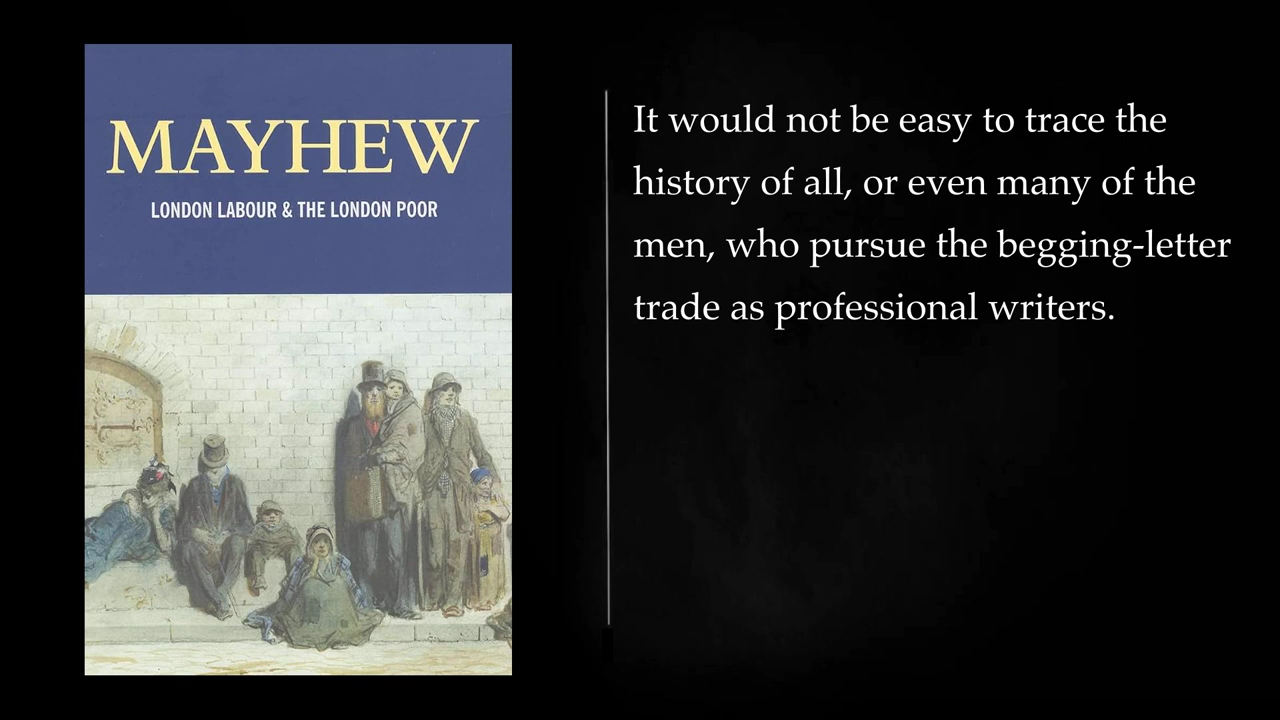 MAYHEW
LONDON LABOUR & THE LONDON POOR
It would not be easy to trace the
history of all, or even many of the
men, who pursue the begging-letter
trade as professional writers.